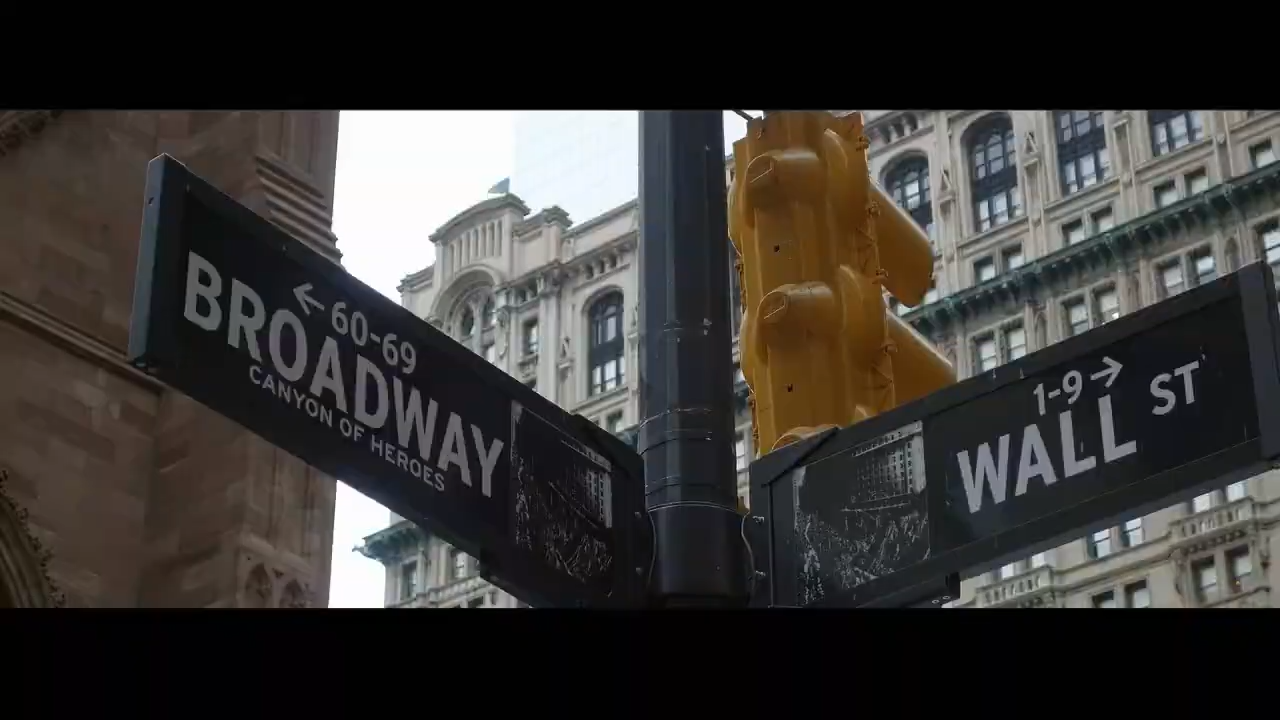 ← 60-69
BROADWAY
CANYON OF HEROES
1-9 →
WALL ST